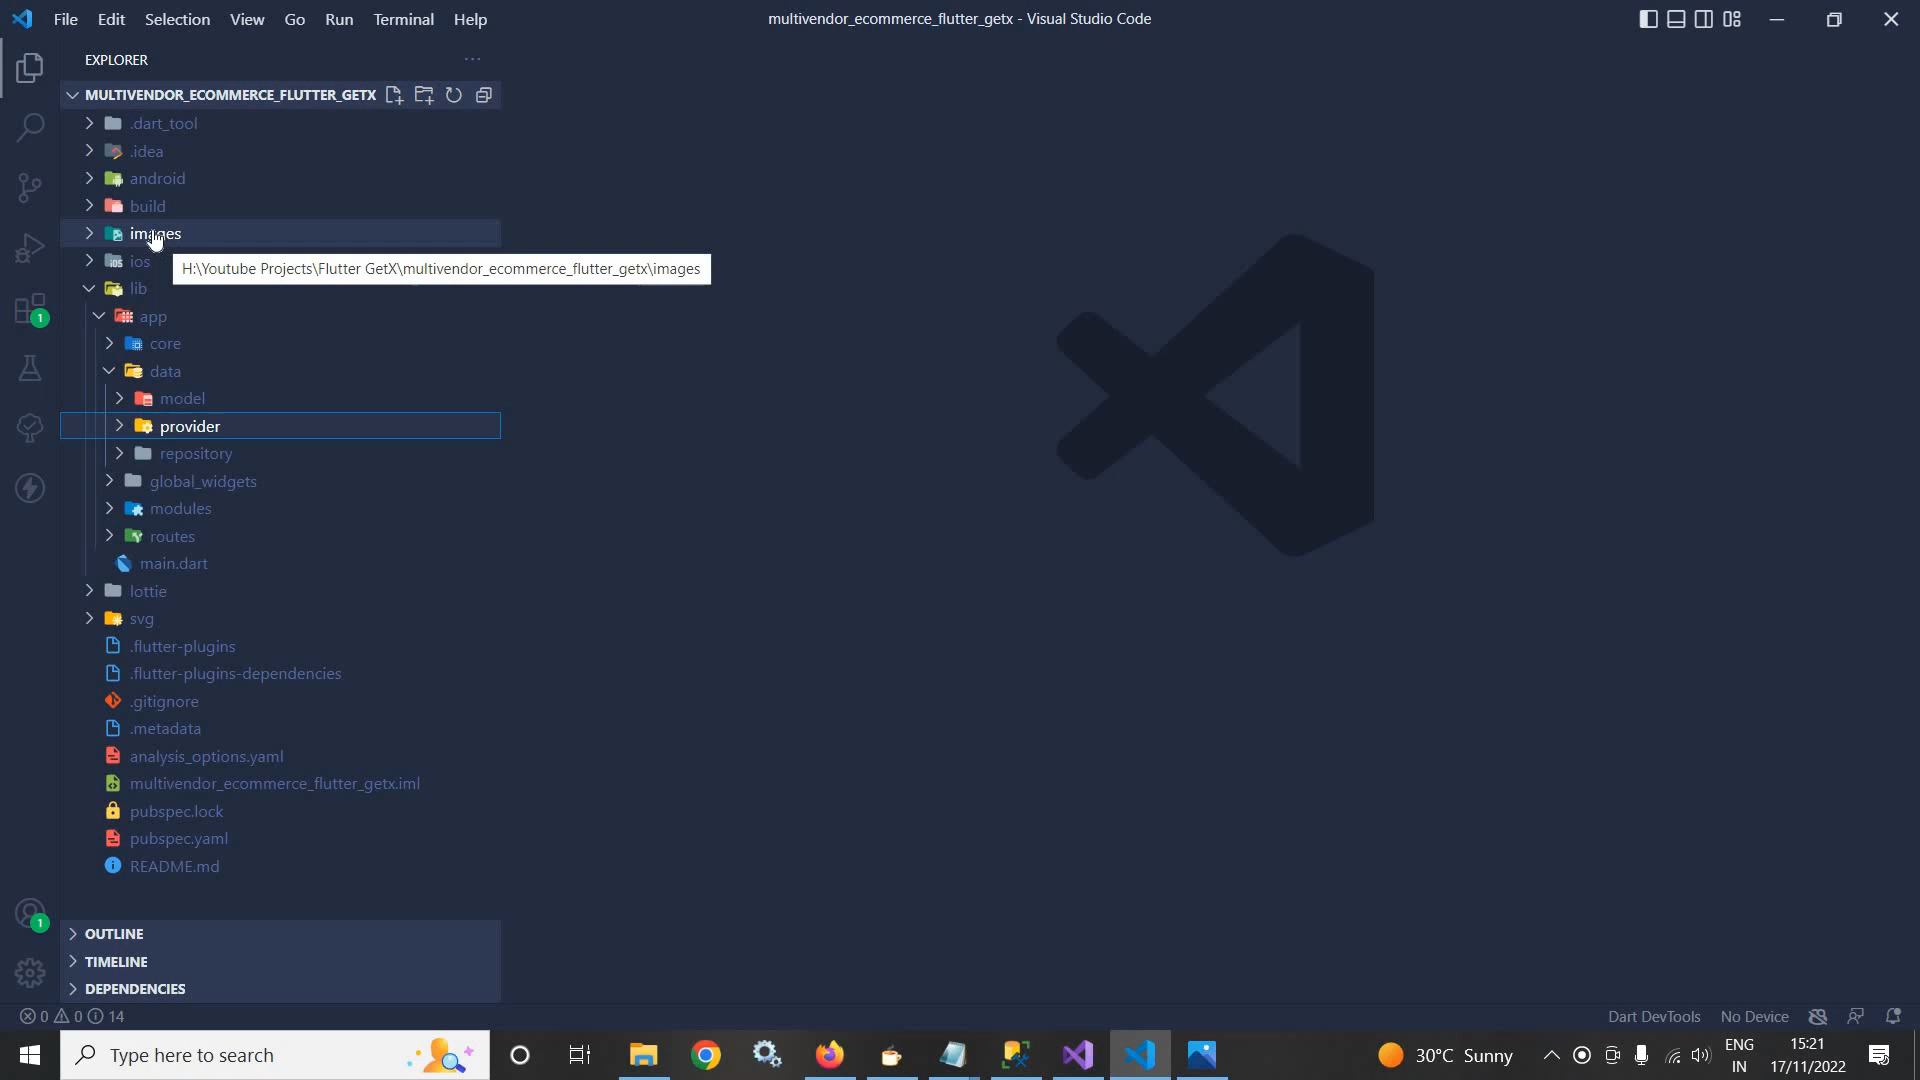 File Edit Selection View Go Run Terminal Help
multivendor_ecommerce_flutter_getx - Visual Studio Code
EXPLORER
MULTIVENDOR_ECOMMERCE_FLUTTER_GETX
.dart_tool
.idea
android
build
images
ios
H:\Youtube Projects\Flutter GetX\multivendor_ecommerce_flutter_getx\images
lib
app
core
data
model
provider
repository
global_widgets
modules
routes
main.dart
lottie
svg
.flutter-plugins
.flutter-plugins-dependencies
.gitignore
.metadata
analysis_options.yaml
multivendor_ecommerce_flutter_getx.iml
pubspec.lock
pubspec.yaml
README.md
1
1
OUTLINE
TIMELINE
DEPENDENCIES
0 0 14
Dart DevTools No Device
Type here to search
30°C Sunny
ENG
IN
15:21
17/11/2022